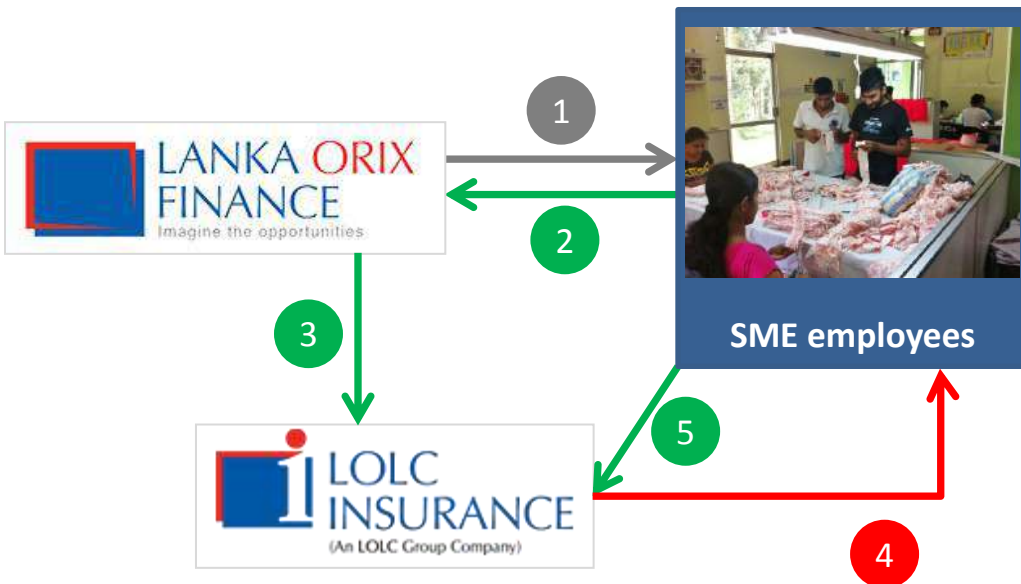 1
LANKA ORIX
FINANCE
Imagine the opportunities
2
SME employees
3
5
LOLC
INSURANCE
(An LOLC Group Company)
4